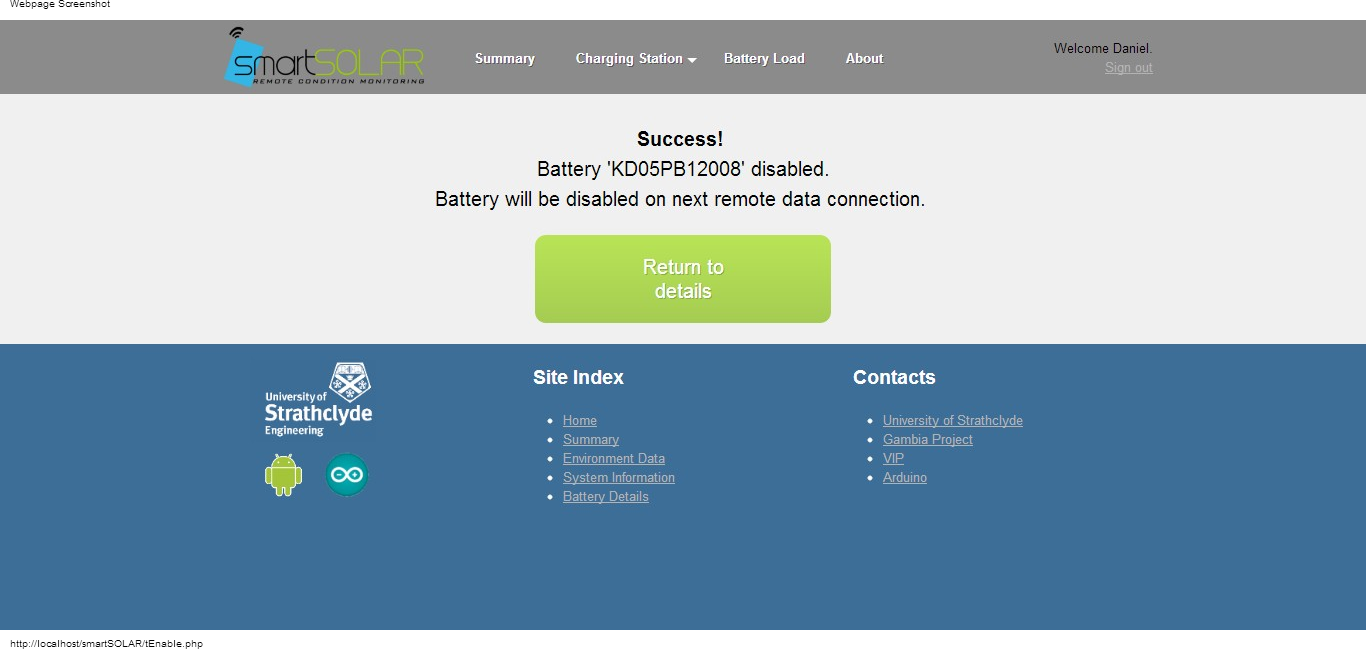 Webpage Screenshot
smartSOLAR
REMOTE CONDITION MONITORING
Summary
Charging Station
Battery Load
About
Welcome Daniel.
Sign out
Success!
Battery 'KD05PB12008' disabled.
Battery will be disabled on next remote data connection.
Return to
details
University of
Strathclyde
Engineering
Site Index
Home
Summary
Environment Data
System Information
Battery Details
Contacts
University of Strathclyde
Gambia Project
VIP
Arduino
http://localhost/smartSOLAR/tEnable.php